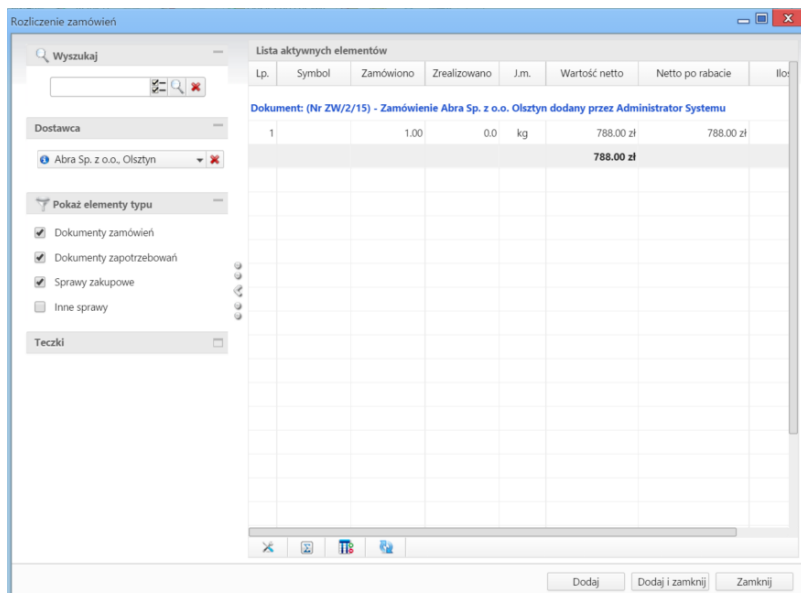 Rozliczenie zamówień
Wyszukaj
Dostawca
Abra Sp. z o.o., Olsztyn
Pokaż elementy typu
Dokumenty zamówień
Dokumenty zapotrzebowań
Sprawy zakupowe
Inne sprawy
Teczki
Lista aktywnych elementów
Lp. Symbol Zamówiono Zrealizowano J.m. Wartość netto Netto po rabacie Iloś
Dokument: (Nr ZW/2/15) - Zamówienie Abra Sp. z o.o. Olsztyn dodany przez Administrator Systemu
1 1.00 0.0 kg 788.00 zł 788.00 zł
788.00 zł
Dodaj Dodaj i zamknij Zamknij